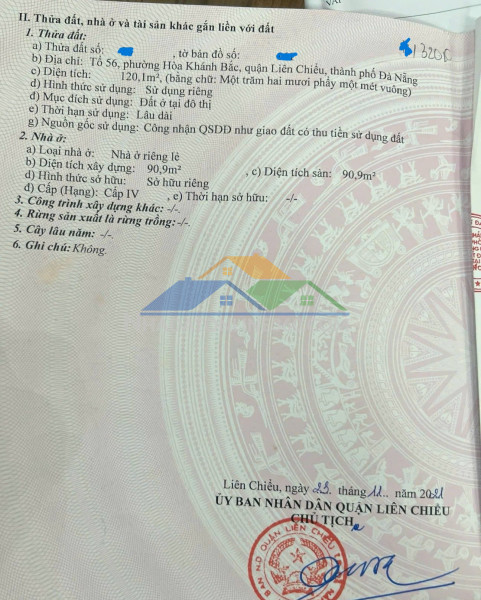 II. Thửa đất, nhà ở và tài sản khác gắn liền với đất
1. Thửa đất:
a) Thửa đất số: , tờ bản đồ số:
1320
b) Địa chỉ: Tổ 56, phường Hòa Khánh Bắc, quận Liên Chiểu, thành phố Đà Nẵng
c) Diện tích: 120,1m², (bằng chữ: Một trăm hai mươi phẩy một mét vuông)
d) Hình thức sử dụng: Sử dụng riêng
đ) Mục đích sử dụng: Đất ở tại đô thị
e) Thời hạn sử dụng: Lâu dài
g) Nguồn gốc sử dụng: Công nhận QSDĐ như giao đất có thu tiền sử dụng đất
2. Nhà ở:
a) Loại nhà ở: Nhà ở riêng lẻ
b) Diện tích xây dựng: 90,9m² , c) Diện tích sàn: 90,9m²
d) Hình thức sở hữu: Sở hữu riêng
đ) Cấp (Hạng): Cấp IV , e) Thời hạn sở hữu: -/-
3. Công trình xây dựng khác: -/-.
4. Rừng sản xuất là rừng trồng: -/-.
5. Cây lâu năm: -/-.
6. Ghi chú: Không.
Liên Chiểu, ngày 23 tháng 11.. năm 2021
ỦY BAN NHÂN DÂN QUẬN LIÊN CHIỂU
CHỦ TỊCH
BAN N.D QUẬN LIÊN CHIỂU